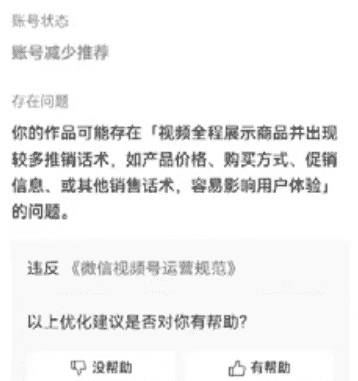 账号状态
账号减少推荐
存在问题
你的作品可能存在「视频全程展示商品并出现
较多推销话术，如产品价格、购买方式、促销
信息、或其他销售话术，容易影响用户体验」
的问题。
违反《微信视频号运营规范》
以上优化建议是否对你有帮助？
没帮助
有帮助